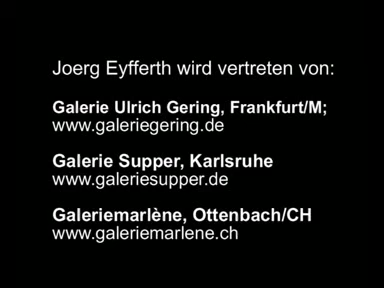 Joerg Eyfferth wird vertreten von:
Galerie Ulrich Gering, Frankfurt/M;
www.galeriegering.de
Galerie Supper, Karlsruhe
www.galeriesupper.de
Galeriemarlène, Ottenbach/CH
www.galeriemarlene.ch